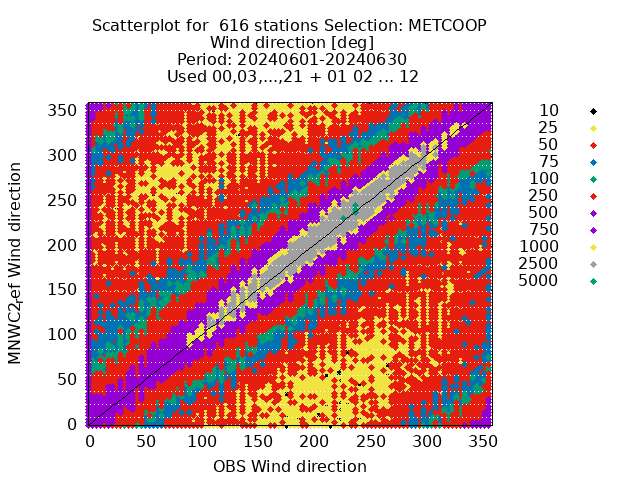 Scatterplot for  616 stations Selection: METCOOP
Wind direction [deg]
Period: 20240601-20240630
Used 00,03,...,21 + 01 02 ... 12
MNWC2ref Wind direction
350
300
250
200
150
100
50
0
0 50 100 150 200 250 300 350
OBS Wind direction
10
25
50
75
100
250
500
750
1000
2500
5000